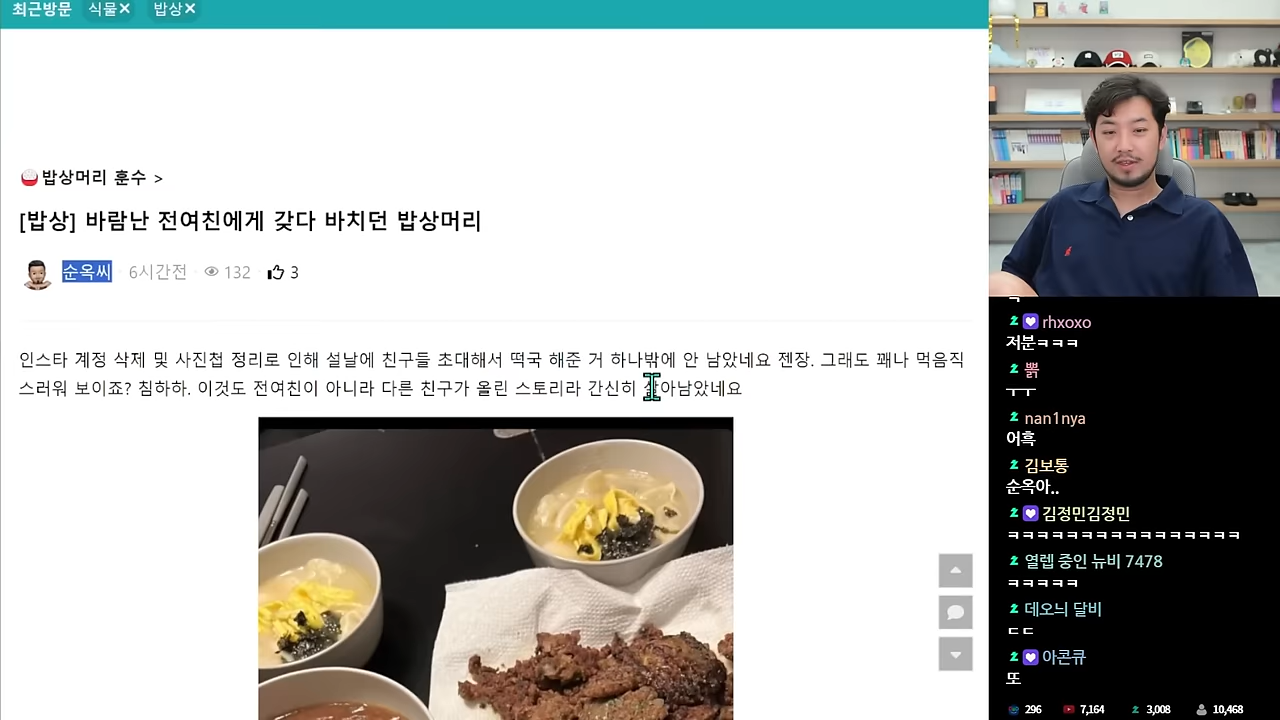 최근방문 식물✕ 밥상✕
밥상머리 훈수 >
[밥상] 바람난 전여친에게 갖다 바치던 밥상머리
순옥씨 · 6시간전 · 132 · 3
인스타 계정 삭제 및 사진첩 정리로 인해 설날에 친구들 초대해서 떡국 해준 거 하나밖에 안 남았네요 젠장. 그래도 꽤나 먹음직
스러워 보이죠? 침하하. 이것도 전여친이 아니라 다른 친구가 올린 스토리라 간신히 살아남았네요
rhxoxo
저분ㅋㅋㅋ
뿕
ㅜㅜ
nan1nya
어흑
김보통
순옥아..
김정민김정민
ㅋㅋㅋㅋㅋㅋㅋㅋㅋㅋㅋㅋㅋㅋㅋㅋ
열렙 중인 뉴비 7478
ㅋㅋㅋㅋㅋ
데오늬 달비
ㄷㄷ
아콘큐
또
296 7,164 3,008 10,468